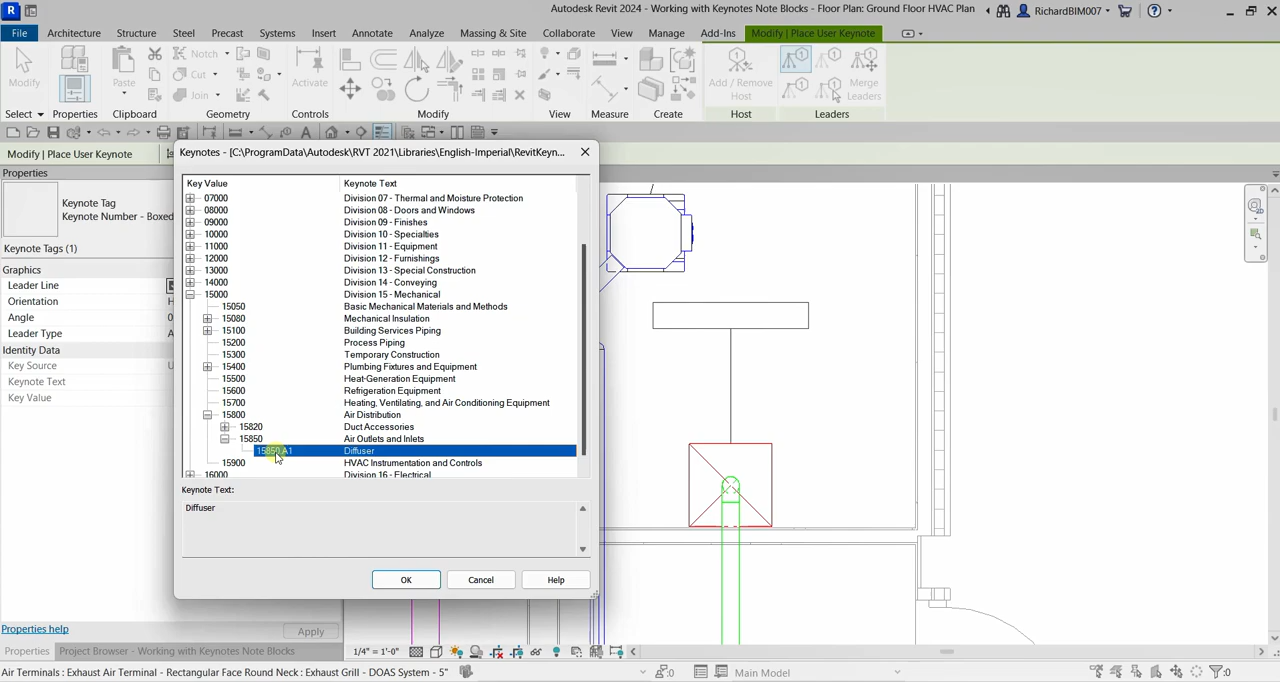 Autodesk Revit 2024 - Working with Keynotes Note Blocks - Floor Plan: Ground Floor HVAC Plan
RichardBIM007
File Architecture Structure Steel Precast Systems Insert Annotate Analyze Massing & Site Collaborate View Manage Add-Ins Modify | Place User Keynote
Modify
Paste
Notch
Cut
Join
Activate
Add / Remove
Host
Merge
Leaders
Select Properties Clipboard Geometry Controls Modify View Measure Create Host Leaders
Modify | Place User Keynote
Keynotes - [C:\ProgramData\Autodesk\RVT 2021\Libraries\English-Imperial\RevitKeyn...
Properties
Keynote Tag
Keynote Number - Boxed
Keynote Tags (1)
Graphics
Leader Line
Orientation H
Angle 0
Leader Type A
Identity Data
Key Source U
Keynote Text
Key Value
Properties help
Apply
Properties Project Browser - Working with Keynotes Note Blocks
Key Value Keynote Text
07000 Division 07 - Thermal and Moisture Protection
08000 Division 08 - Doors and Windows
09000 Division 09 - Finishes
10000 Division 10 - Specialties
11000 Division 11 - Equipment
12000 Division 12 - Furnishings
13000 Division 13 - Special Construction
14000 Division 14 - Conveying
15000 Division 15 - Mechanical
15050 Basic Mechanical Materials and Methods
15080 Mechanical Insulation
15100 Building Services Piping
15200 Process Piping
15300 Temporary Construction
15400 Plumbing Fixtures and Equipment
15500 Heat-Generation Equipment
15600 Refrigeration Equipment
15700 Heating, Ventilating, and Air Conditioning Equipment
15800 Air Distribution
15820 Duct Accessories
15850 Air Outlets and Inlets
15850.A1 Diffuser
15900 HVAC Instrumentation and Controls
16000 Division 16 - Electrical
Keynote Text:
Diffuser
OK Cancel Help
1/4" = 1'-0"
Air Terminals : Exhaust Air Terminal - Rectangular Face Round Neck : Exhaust Grill - DOAS System - 5"
:0 Main Model :0